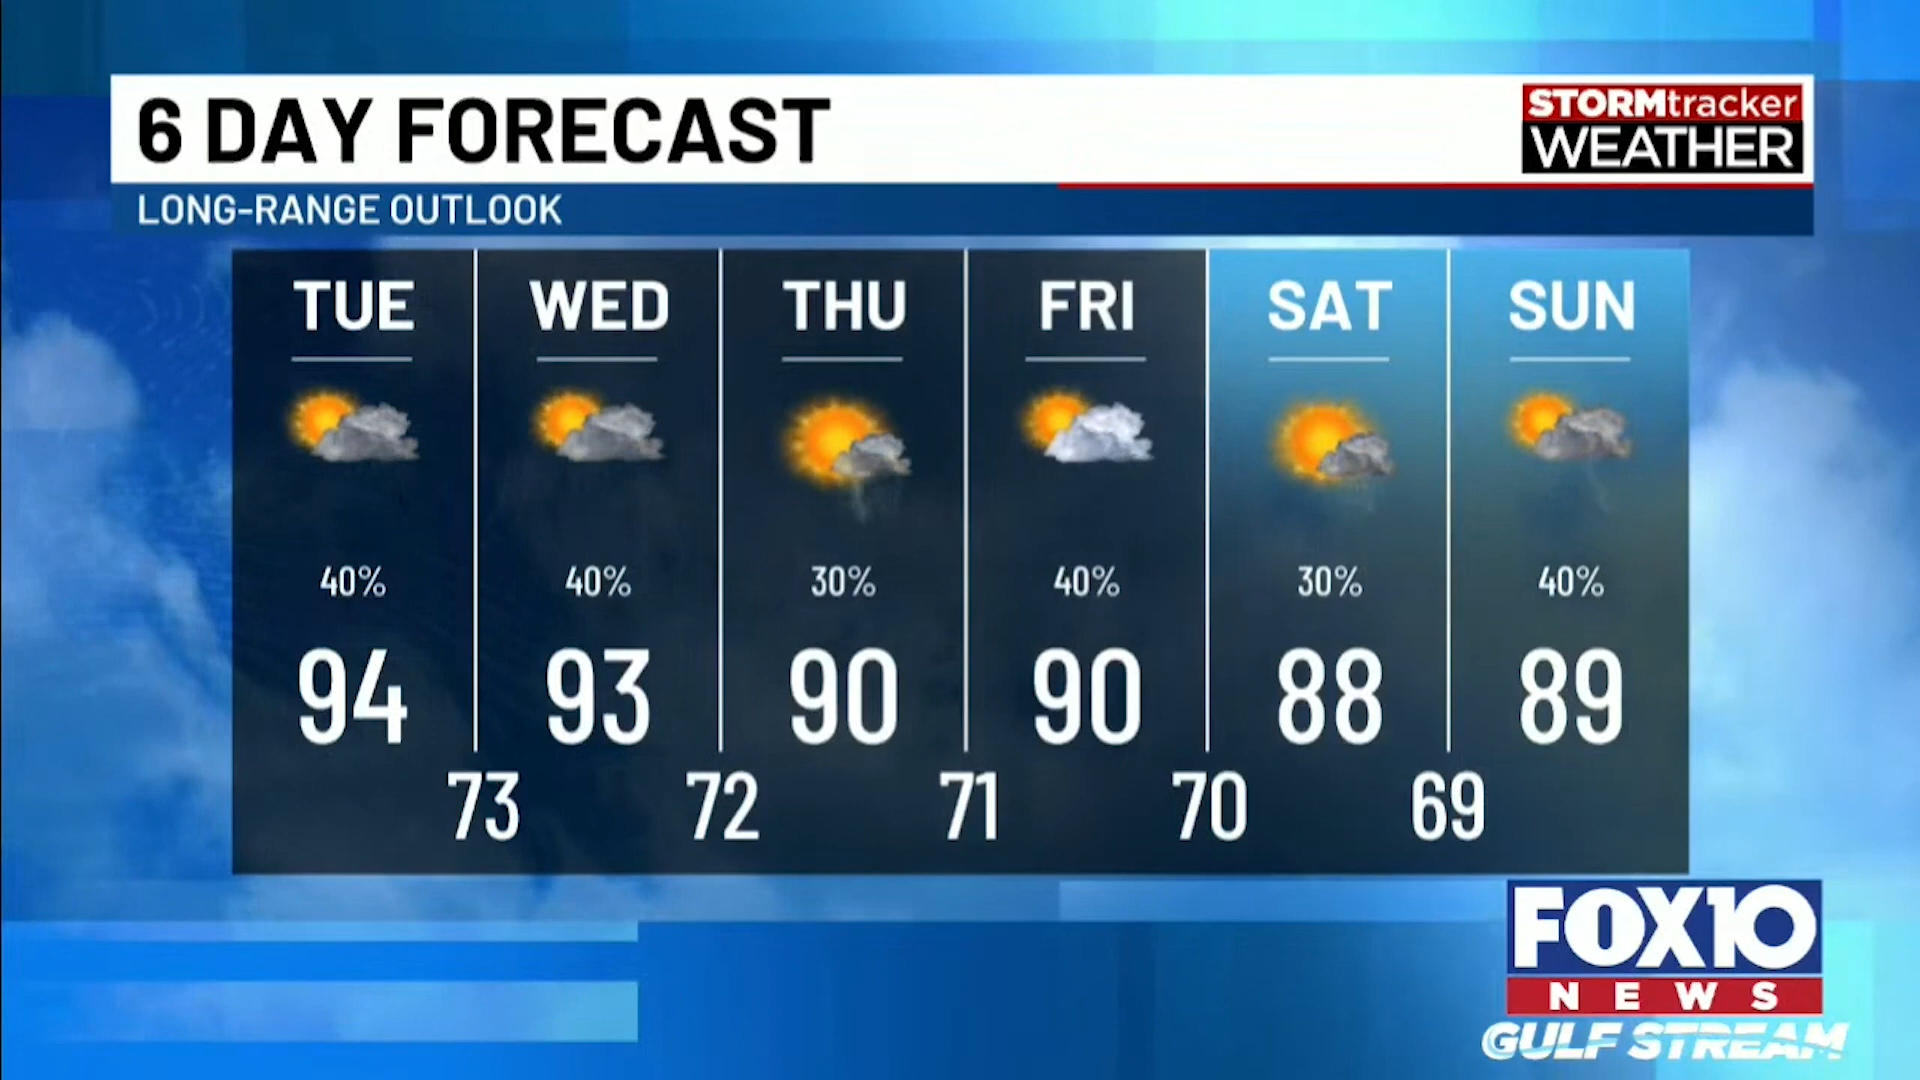 6 DAY FORECAST
STORMtracker
WEATHER
LONG-RANGE OUTLOOK
TUE WED THU FRI SAT SUN
40% 40% 30% 40% 30% 40%
94 93 90 90 88 89
73 72 71 70 69
FOX10
NEWS
GULF STREAM